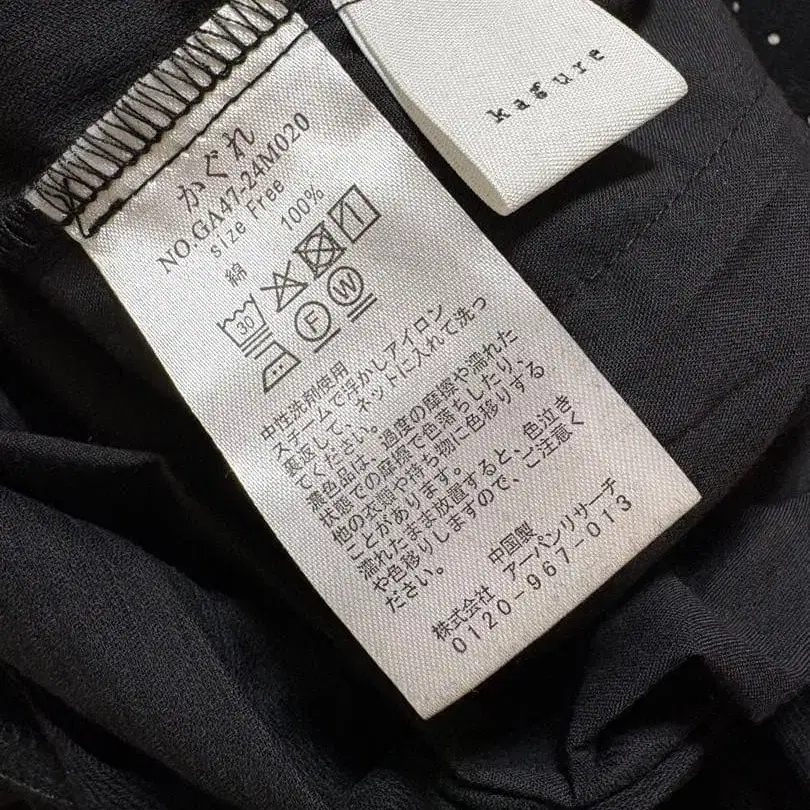 kagure
かぐれ
NO.GA47-24M020
size Free
綿 100%
30
F W
中性洗剤使用
スチームで浮かしアイロン
裏返して、ネットに入れて洗っ
てください。
濃色品は、過度の摩擦や濡れた
状態での摩擦で色落ちしたり、
他の衣類や持ち物に色移りする
ことがあります。
濡れたまま放置すると、色泣き
や色移りしますので、ご注意く
ださい。
中国製
株式会社 アーバンリサーチ
0120-967-013